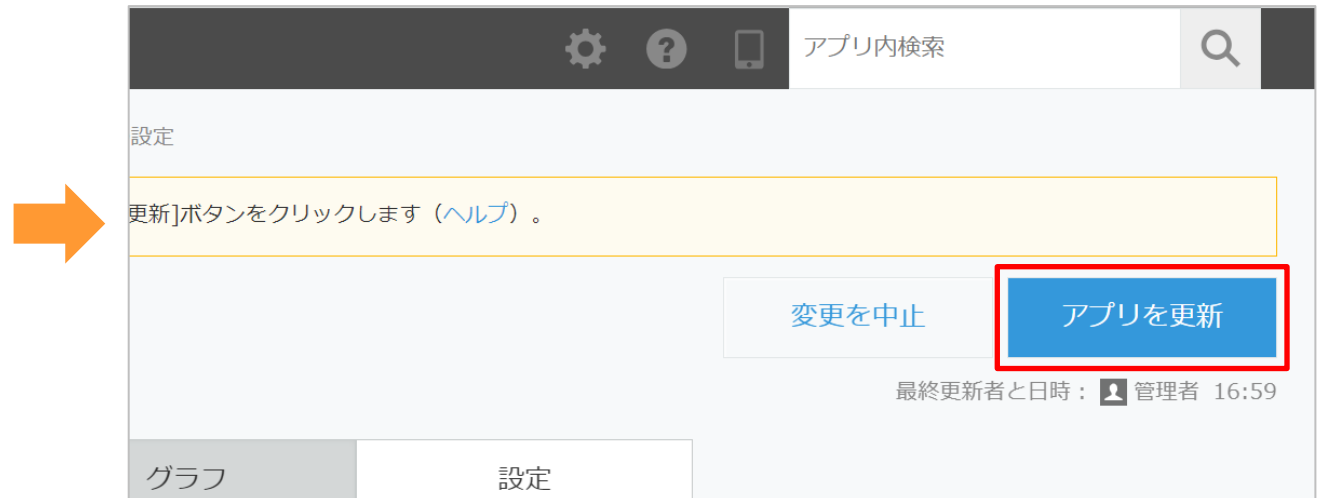 アプリ内検索
設定
更新]ボタンをクリックします（ヘルプ）。
変更を中止
アプリを更新
最終更新者と日時： 管理者 16:59
グラフ
設定